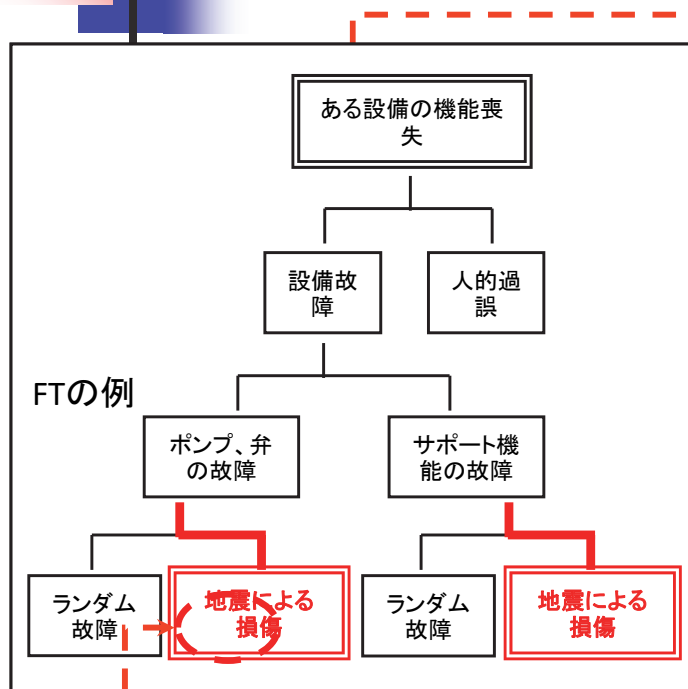 ある設備の機能喪
失
設備故
障
人的過
誤
FTの例
ポンプ、弁
の故障
サポート機
能の故障
ランダム
故障
地震による
損傷
ランダム
故障
地震による
損傷